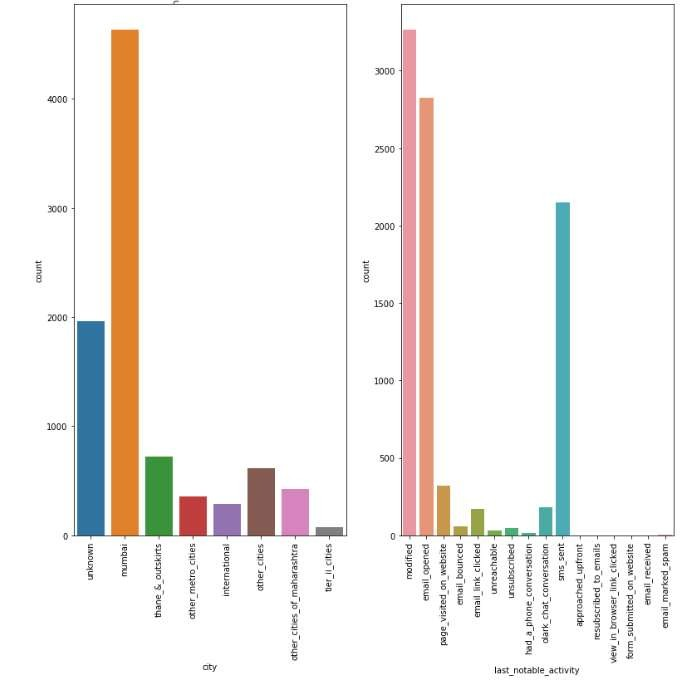 4000
3000
2000
1000
0
count
unknown
mumbai
thane_&_outskirts
other_metro_cities
international
other_cities
other_cities_of_maharashtra
tier_ii_cities
city
3000
2500
2000
1500
1000
500
0
count
modified
email_opened
page_visited_on_website
email_bounced
email_link_clicked
unreachable
unsubscribed
had_a_phone_conversation
olark_chat_conversation
sms_sent
approached_upfront
resubscribed_to_emails
view_in_browser_link_clicked
form_submitted_on_website
email_received
email_marked_spam
last_notable_activity